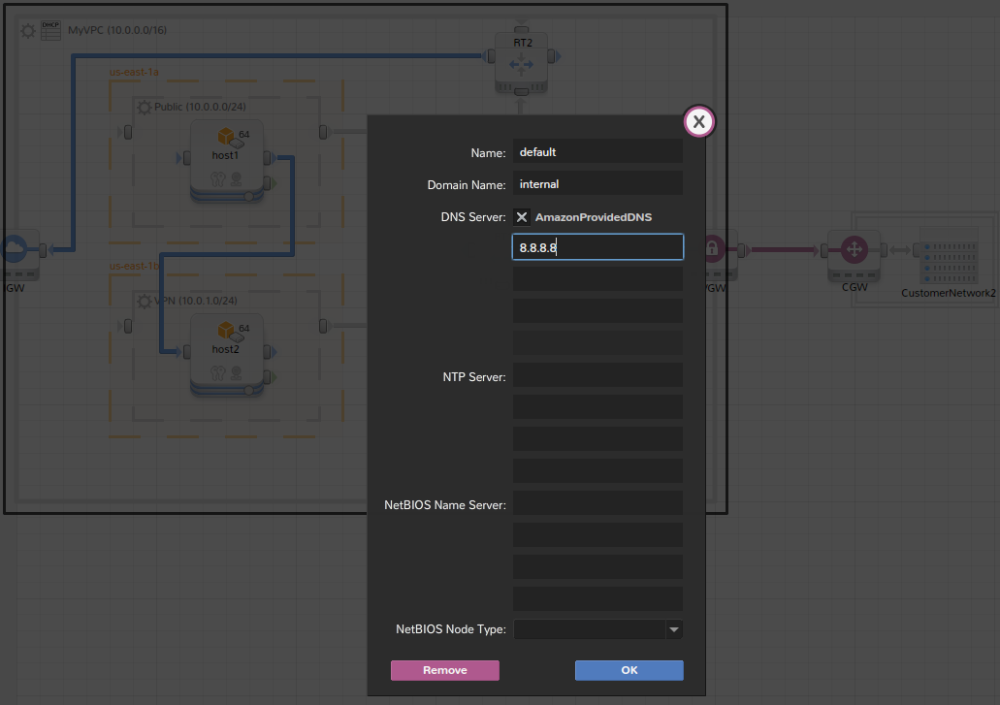 DHCP
MyVPC (10.0.0.0/16)
RT2
us-east-1a
Public (10.0.0.0/24)
64
host1
us-east-1b
VPN (10.0.1.0/24)
64
host2
GW
X
Name: default
Domain Name: internal
DNS Server: AmazonProvidedDNS
8.8.8.8
NTP Server:
NetBIOS Name Server:
NetBIOS Node Type:
Remove
OK
GW
CGW
CustomerNetwork2